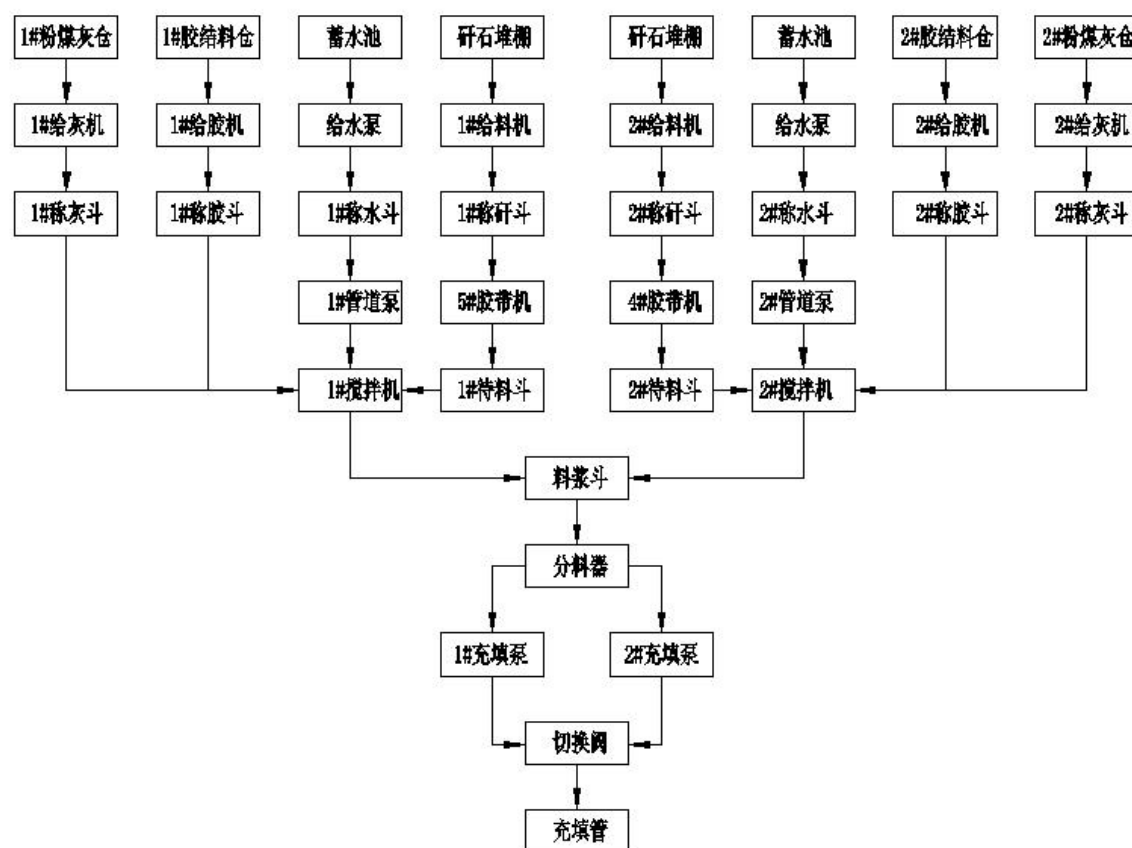 1#粉煤灰仓
1#胶结料仓
蓄水池
矸石堆棚
矸石堆棚
蓄水池
2#胶结料仓
2#粉煤灰仓
1#给灰机
1#给胶机
给水泵
1#给料机
2#给料机
给水泵
2#给胶机
2#给灰机
1#称灰斗
1#称胶斗
1#称水斗
1#称矸斗
2#称矸斗
2#称水斗
2#称胶斗
2#称灰斗
1#管道泵
5#胶带机
4#胶带机
2#管道泵
1#搅拌机
1#待料斗
2#待料斗
2#搅拌机
料浆斗
分料器
1#充填泵
2#充填泵
切换阀
充填管